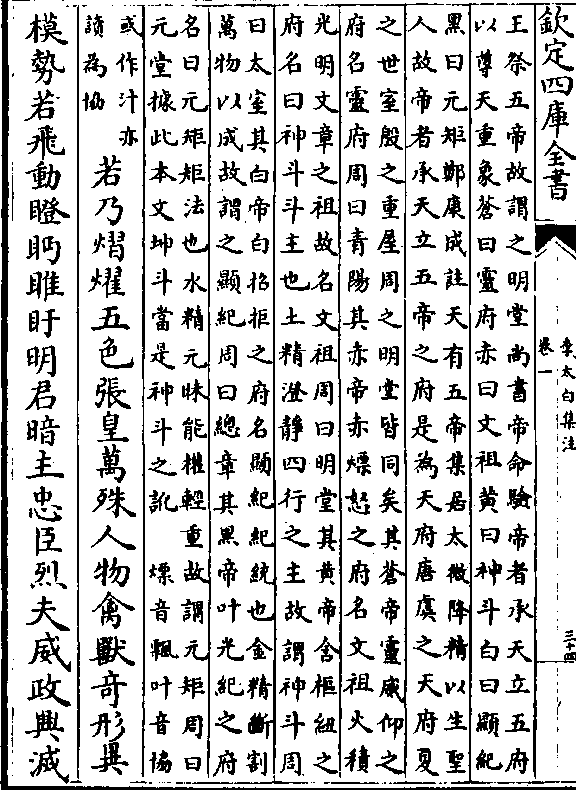 欽定四庫全書
李太白集注
卷一
三十四
王祭五帝故謂之明堂尚書帝命驗帝者承天立五府
以尊天重象蒼曰靈府赤曰文祖黄曰神斗白曰顯紀
黑曰元矩鄭康成註天有五帝集居太微降精以生聖
人故帝者承天立五帝之府是為天府唐虞之天府夏
之世室殷之重屋周之明堂皆同矣其蒼帝靈威仰之
府名靈府周曰青陽其赤帝赤熛怒之府名文祖火積
光明文章之祖故名文祖周曰明堂其黄帝含樞紐之
府名曰神斗斗主也土精澄靜四行之主故謂神斗周
曰太室其白帝白招拒之府名顯紀紀統也金精斷割
萬物以成故謂之顯紀周曰總章其黑帝叶光紀之府
名曰元矩矩法也水精元昧能權輕重故謂元矩周曰
元堂據此本文坤斗當是神斗之訛　熛音飄叶音協
或作汁亦
讀為協
若乃熠燿五色張皇萬殊人物禽獸奇形異
模勢若飛動瞪眄睢盱明君暗主忠臣烈夫威政興滅